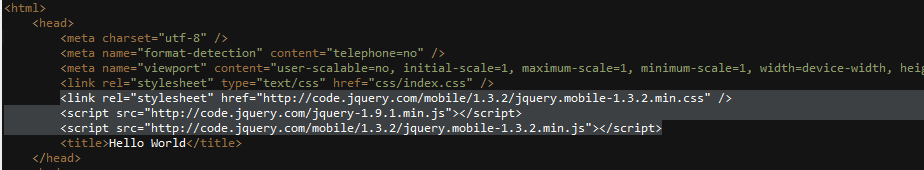 <html>
<head>
<meta charset="utf-8" />
<meta name="format-detection" content="telephone=no" />
<meta name="viewport" content="user-scalable=no, initial-scale=1, maximum-scale=1, minimum-scale=1, width=device-width,
<link rel="stylesheet" type="text/css" href="css/index.css" />
<link rel="stylesheet" href="http://code.jquery.com/mobile/1.3.2/jquery.mobile-1.3.2.min.css" />
<script src="http://code.jquery.com/jquery-1.9.1.min.js"></script>
<script src="http://code.jquery.com/mobile/1.3.2/jquery.mobile-1.3.2.min.js"></script>
<title>Hello World</title>
</head>